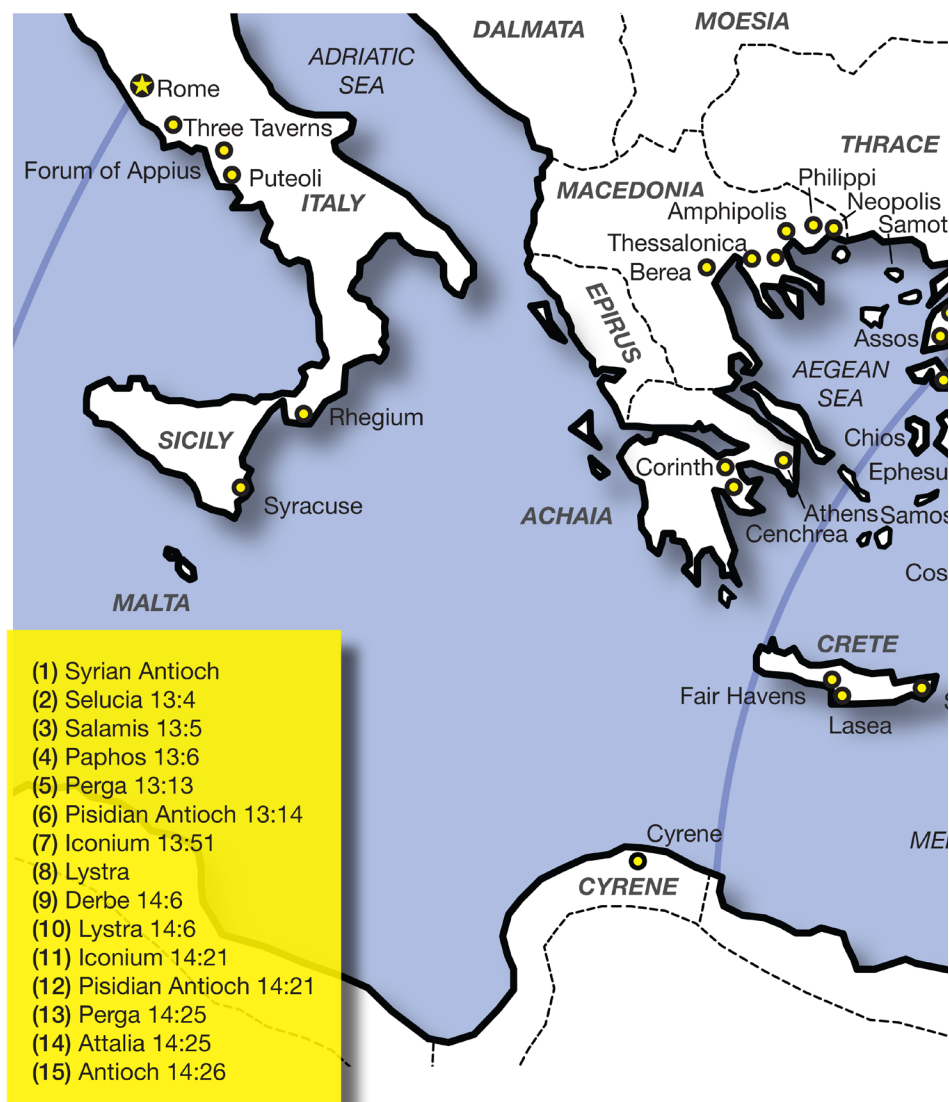 DALMATA
MOESIA
ADRIATIC
SEA
Rome
Three Taverns
THRACE
Forum of Appius
Puteoli
ITALY
MACEDONIA
Philippi
Amphipolis
Neopolis
Samot
Thessalonica
Berea
EPIRUS
Assos
AEGEAN
SEA
Rhegium
SICILY
Chios
Corinth
Ephesu
Syracuse
ACHAIA
Athens
Samos
Cenchrea
Cos
MALTA
CRETE
Fair Havens
Lasea
Cyrene
MED
CYRENE
(1) Syrian Antioch
(2) Selucia 13:4
(3) Salamis 13:5
(4) Paphos 13:6
(5) Perga 13:13
(6) Pisidian Antioch 13:14
(7) Iconium 13:51
(8) Lystra
(9) Derbe 14:6
(10) Lystra 14:6
(11) Iconium 14:21
(12) Pisidian Antioch 14:21
(13) Perga 14:25
(14) Attalia 14:25
(15) Antioch 14:26